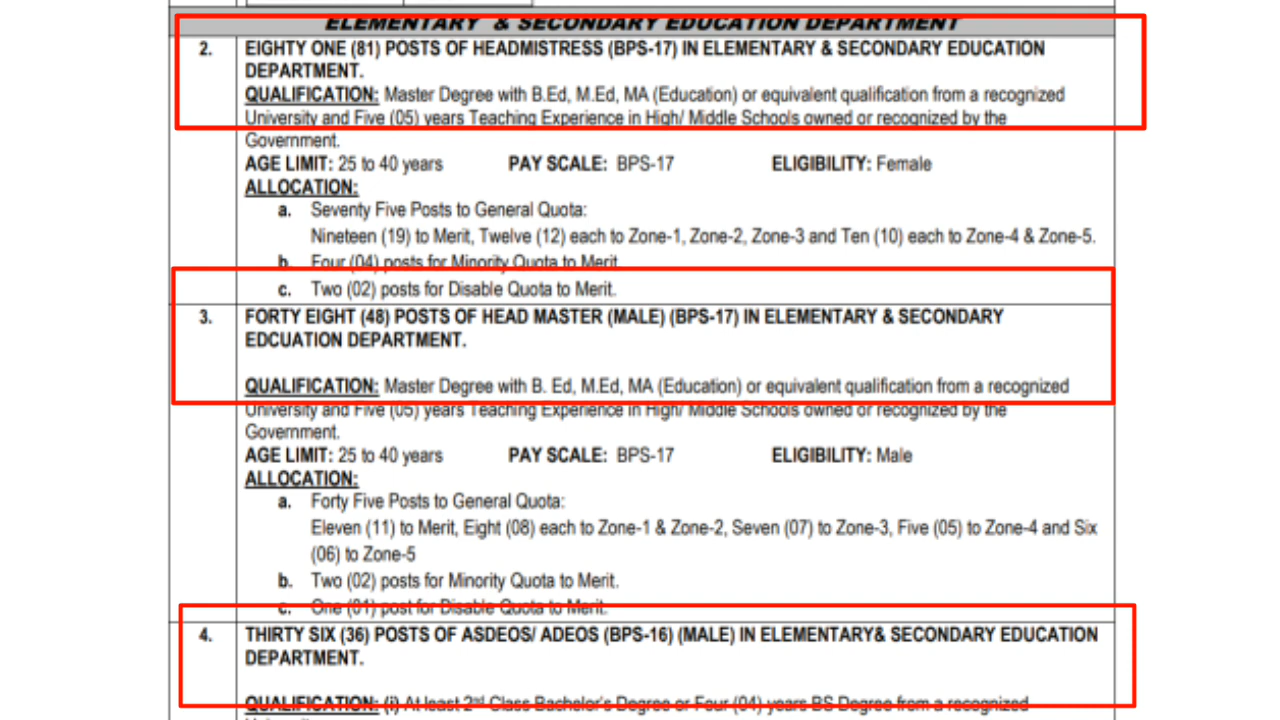 ELEMENTARY & SECONDARY EDUCATION DEPARTMENT
2. EIGHTY ONE (81) POSTS OF HEADMISTRESS (BPS-17) IN ELEMENTARY & SECONDARY EDUCATION
DEPARTMENT.
QUALIFICATION: Master Degree with B.Ed, M.Ed, MA (Education) or equivalent qualification from a recognized
University and Five (05) years Teaching Experience in High/ Middle Schools owned or recognized by the
Government.
AGE LIMIT: 25 to 40 years PAY SCALE: BPS-17 ELIGIBILITY: Female
ALLOCATION:
a. Seventy Five Posts to General Quota:
Nineteen (19) to Merit, Twelve (12) each to Zone-1, Zone-2, Zone-3 and Ten (10) each to Zone-4 & Zone-5.
b. Four (04) posts for Minority Quota to Merit
c. Two (02) posts for Disable Quota to Merit.
3. FORTY EIGHT (48) POSTS OF HEAD MASTER (MALE) (BPS-17) IN ELEMENTARY & SECONDARY
EDCUATION DEPARTMENT.
QUALIFICATION: Master Degree with B. Ed, M.Ed, MA (Education) or equivalent qualification from a recognized
University and Five (05) years Teaching Experience in High/ Middle Schools owned or recognized by the
Government.
AGE LIMIT: 25 to 40 years PAY SCALE: BPS-17 ELIGIBILITY: Male
ALLOCATION:
a. Forty Five Posts to General Quota:
Eleven (11) to Merit, Eight (08) each to Zone-1 & Zone-2, Seven (07) to Zone-3, Five (05) to Zone-4 and Six
(06) to Zone-5
b. Two (02) posts for Minority Quota to Merit.
c. One (01) post for Disable Quota to Merit.
4. THIRTY SIX (36) POSTS OF ASDEOS/ ADEOS (BPS-16) (MALE) IN ELEMENTARY& SECONDARY EDUCATION
DEPARTMENT.
QUALIFICATION: (i) At least 2nd Class Bachelor's Degree or Four (04) years BS Degree from a recognized